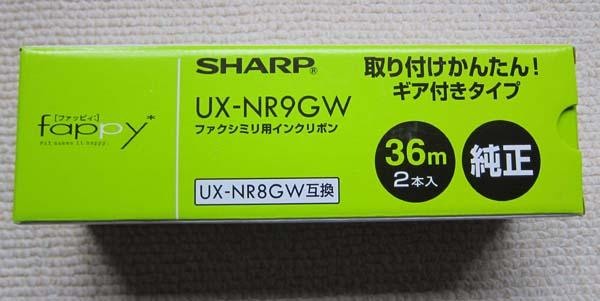 [ファッピィ:]
fappy*
Fax makes it happy.
SHARP®
UX-NR9GW
ファクシミリ用インクリボン
UX-NR8GW互換
取り付けかんたん!
ギア付きタイプ
36m
2本入
純正